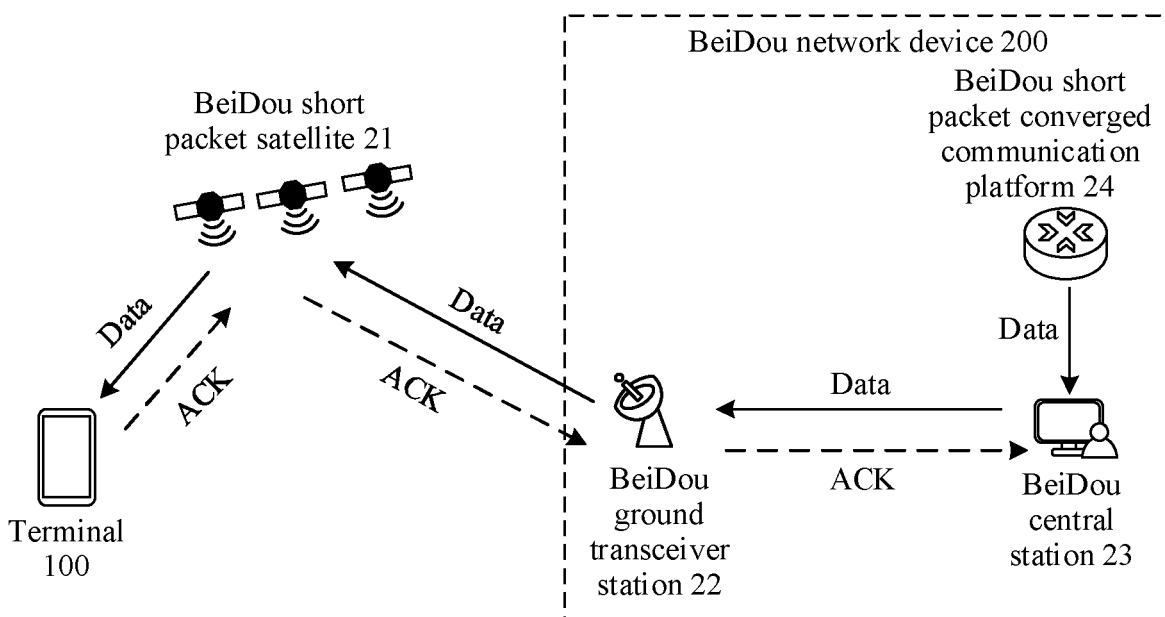 BeiDou network device 200
BeiDou short
packet satellite 21
BeiDou short
packet converged
communication
platform 24
Data
Data
ACK
Data
ACK
Data
ACK
Terminal
100
BeiDou
ground
transceiver
station 22
BeiDou
central
station 23